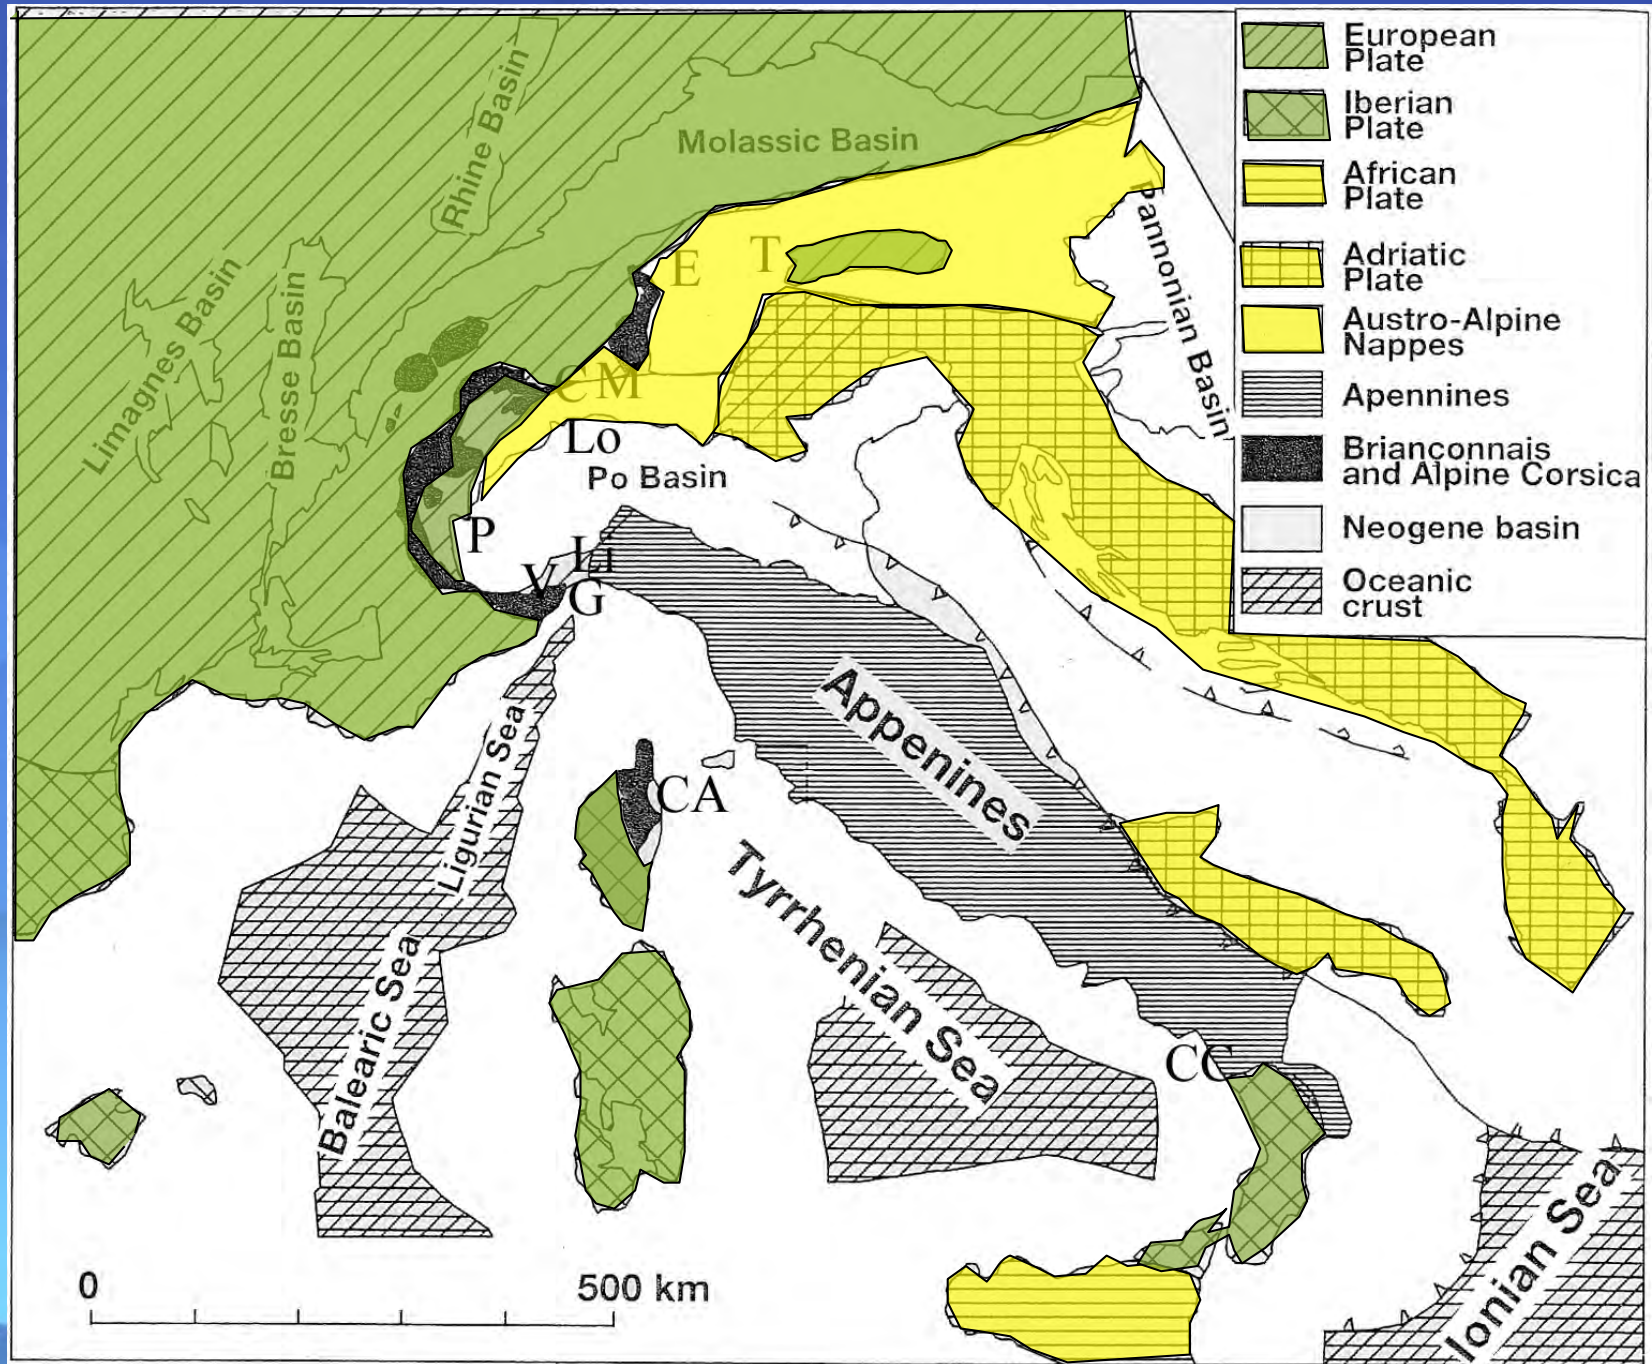 European
Plate
Iberian
Plate
African
Plate
Adriatic
Plate
Austro-Alpine
Nappes
Apennines
Brianconnais
and Alpine Corsica
Neogene basin
Oceanic
crust
Rhine Basin
Molassic Basin
Limagnes Basin
Bresse Basin
Pannonian Basin
E
T
C
M
Lo
Po Basin
P
Li
V
G
Appenines
Ligurian Sea
CA
Tyrrhenian Sea
Balearic Sea
CC
Ionian Sea
0
500 km